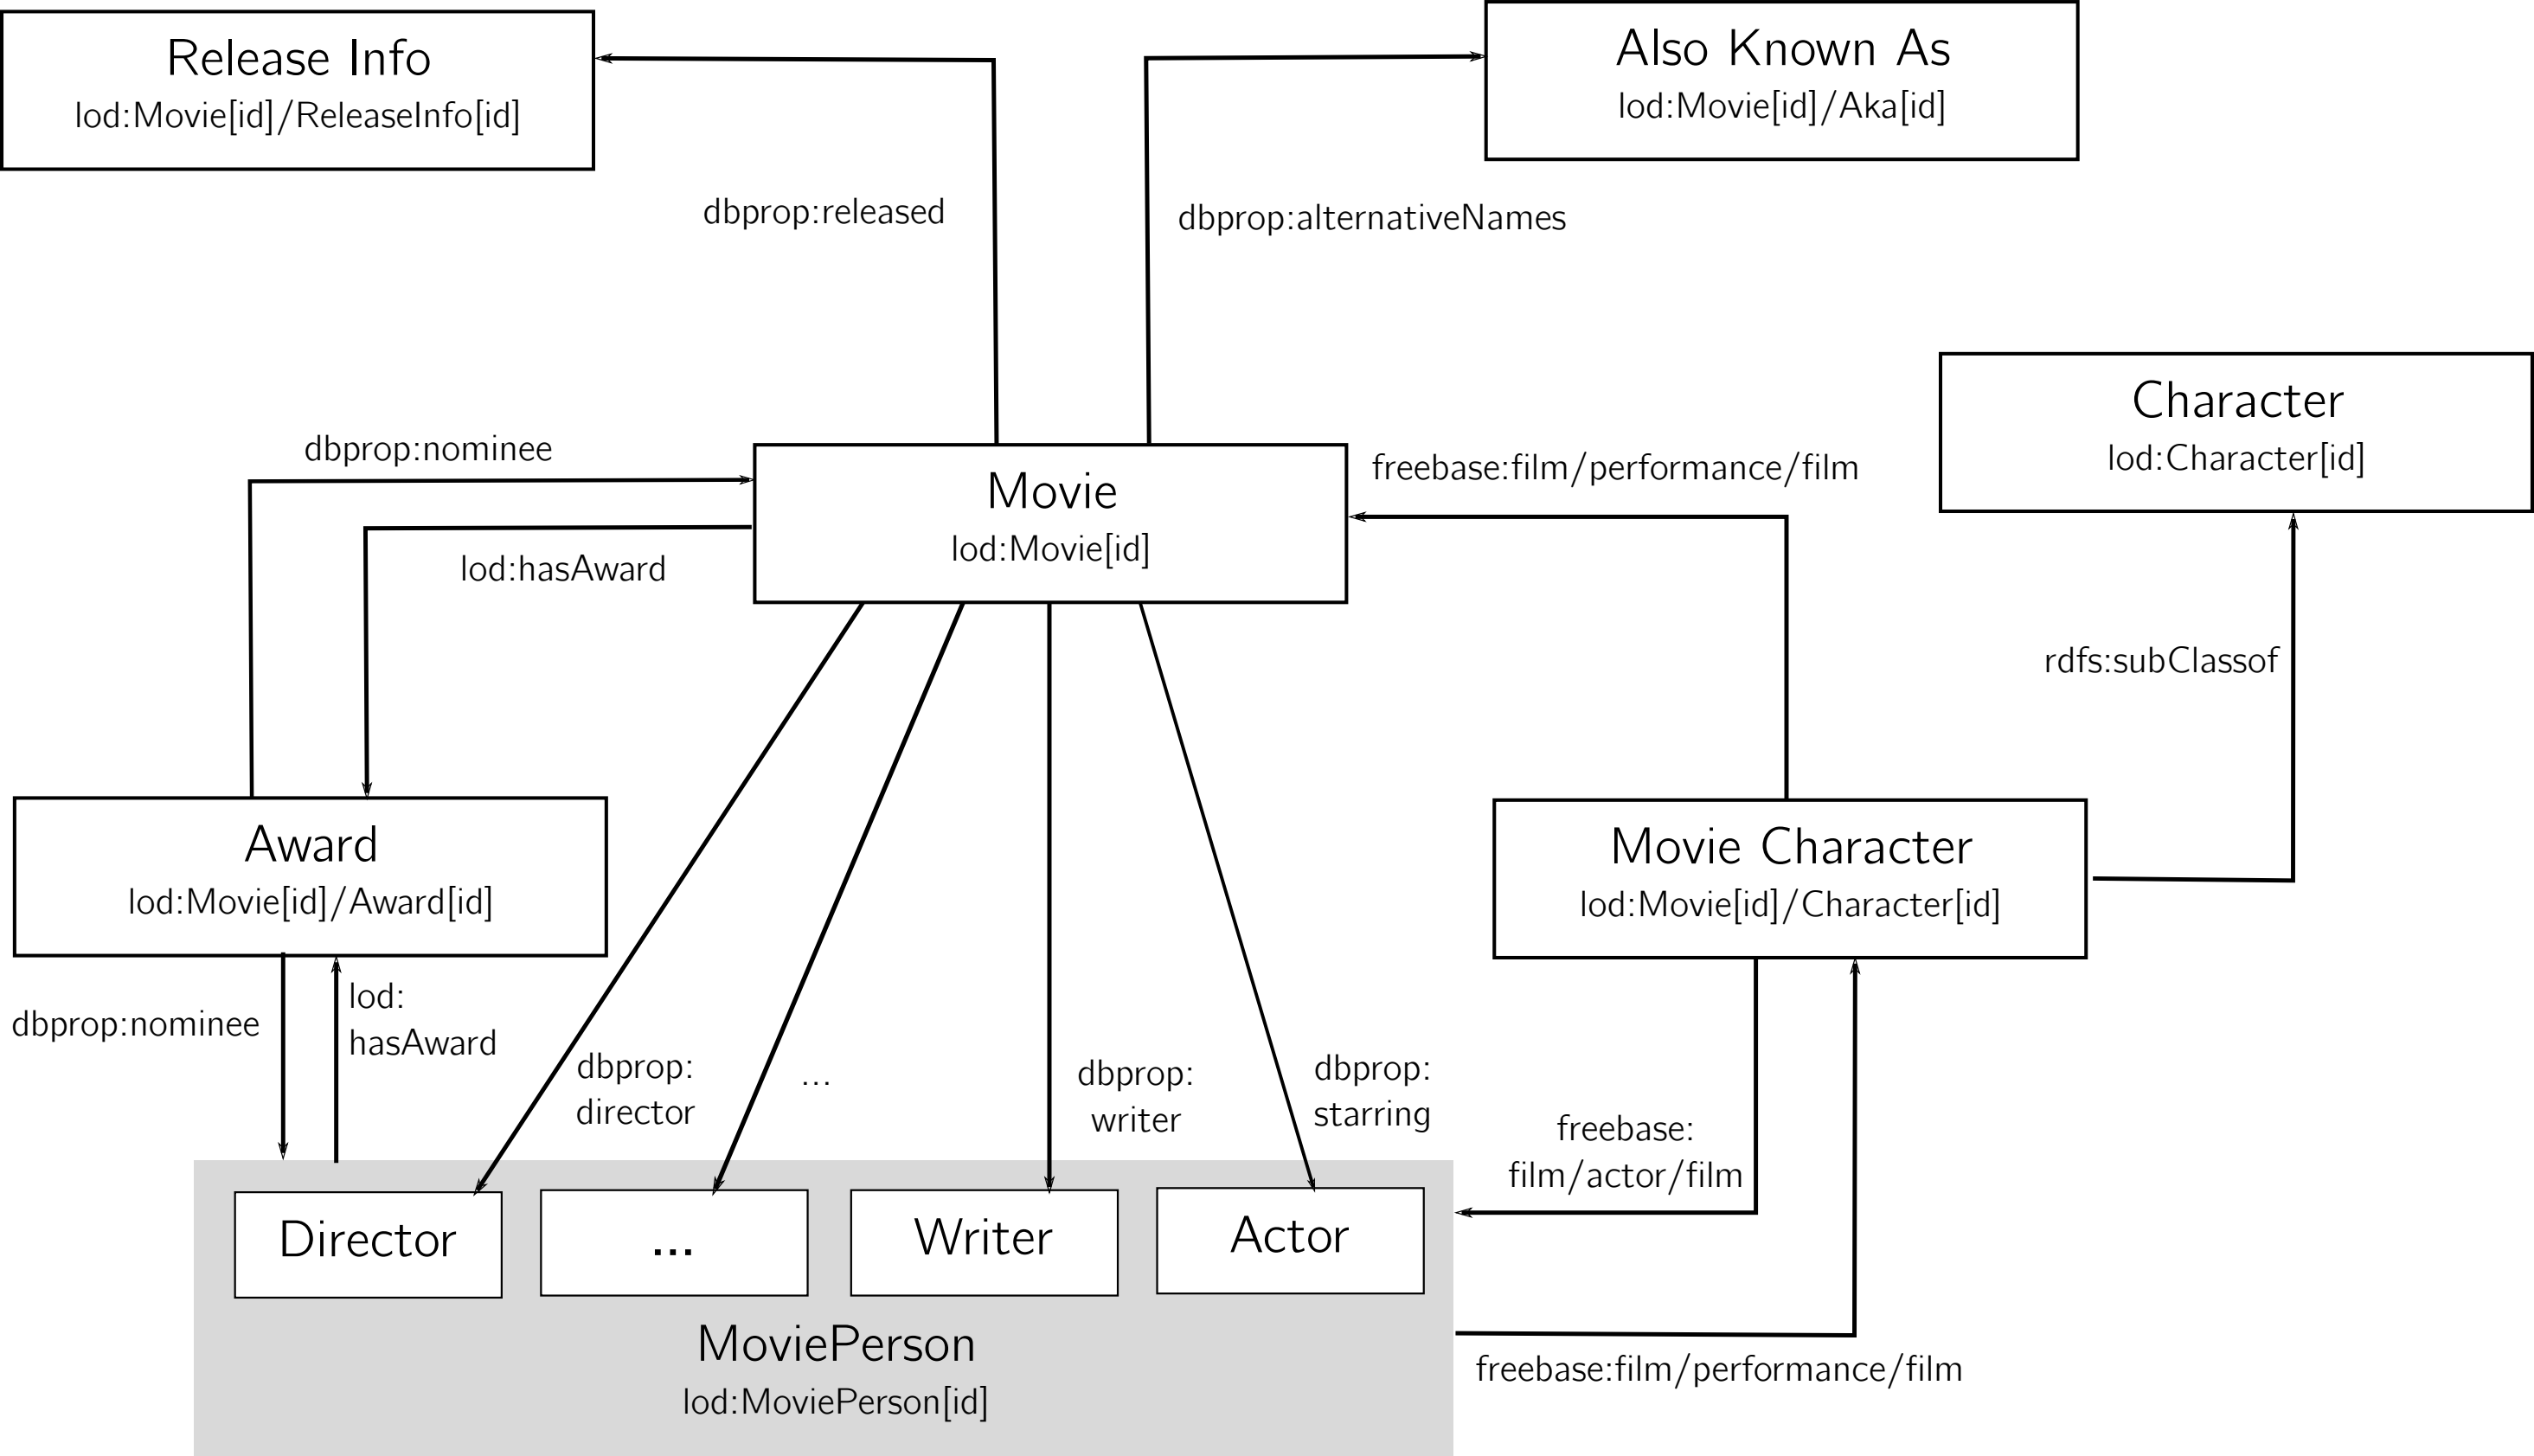 Release Info
lod:Movie[id]/ReleaseInfo[id]
Also Known As
lod:Movie[id]/Aka[id]
dbprop:released
dbprop:alternativeNames
Character
lod:Character[id]
dbprop:nominee
freebase:film/performance/film
Movie
lod:Movie[id]
lod:hasAward
rdfs:subClassof
Award
lod:Movie[id]/Award[id]
Movie Character
lod:Movie[id]/Character[id]
dbprop:nominee
lod:
hasAward
dbprop:
director
...
dbprop:
writer
dbprop:
starring
freebase:
film/actor/film
Director
...
Writer
Actor
MoviePerson
lod:MoviePerson[id]
freebase:film/performance/film